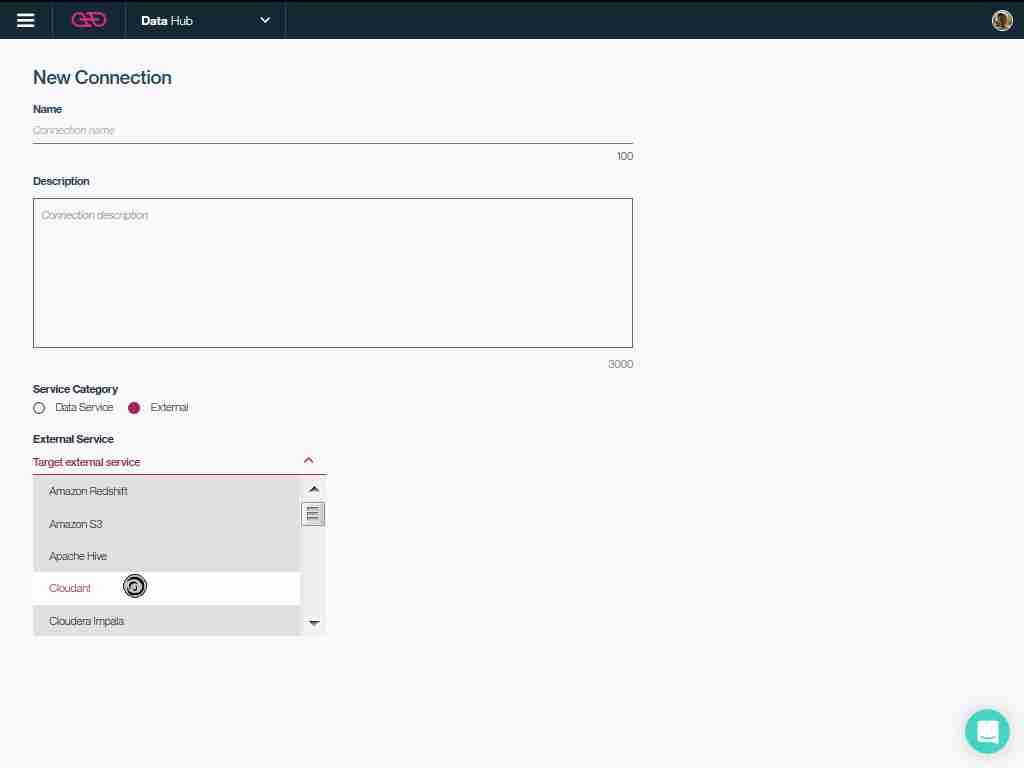 Data Hub
New Connection
Name
Connection name
100
Description
Connection description
3000
Service Category
Data Service External
External Service
Target external service
Amazon Redshift
Amazon S3
Apache Hive
Cloudant
Cloudera Impala